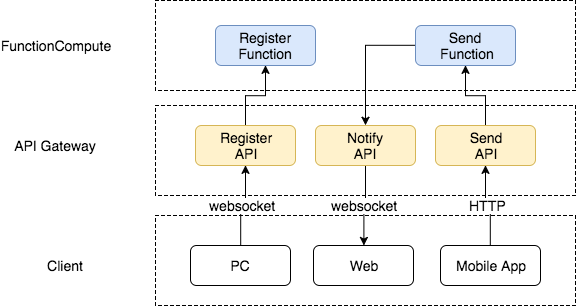 FunctionCompute
Register
Function
Send
Function
API Gateway
Register
API
Notify
API
Send
API
websocket
websocket
HTTP
Client
PC
Web
Mobile App